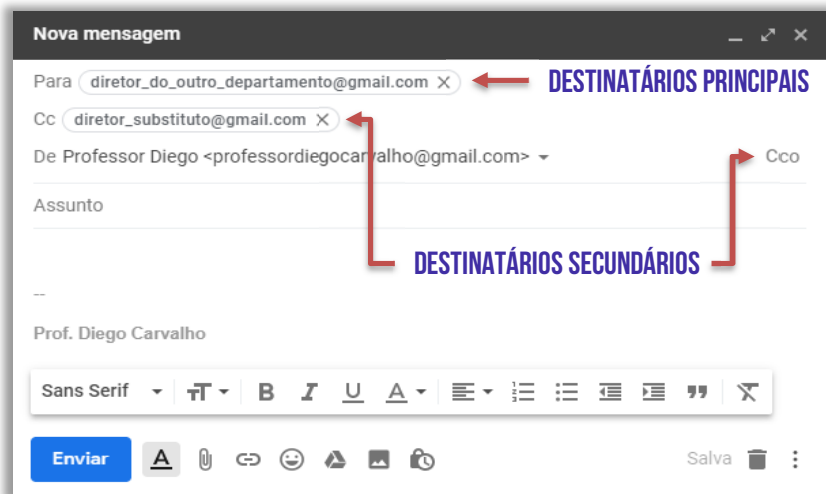 Nova mensagem
Para diretor_do_outro_departamento@gmail.com DESTINATÁRIOS PRINCIPAIS
Cc diretor_substituto@gmail.com
De Professor Diego <professordiegocarvalho@gmail.com> Cco
Assunto
DESTINATÁRIOS SECUNDÁRIOS
--
Prof. Diego Carvalho
Sans Serif TT B I U A
Enviar A Salva